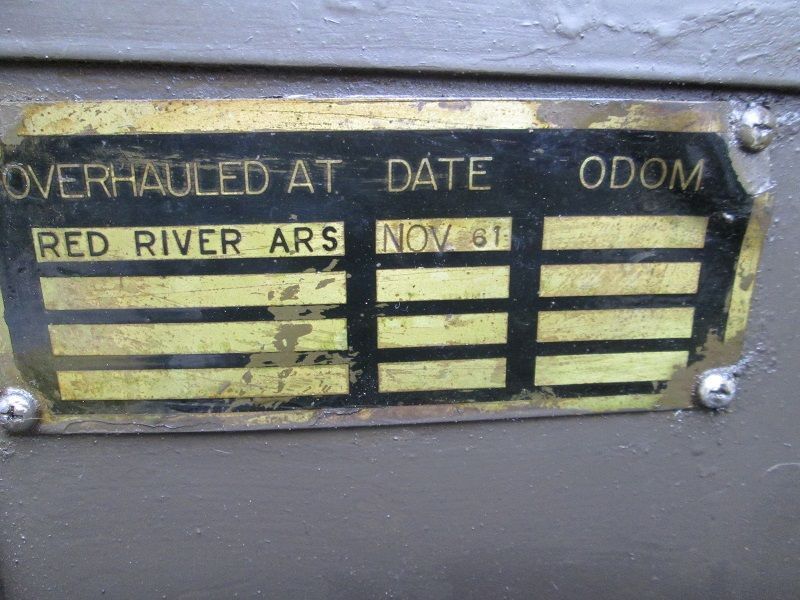 OVERHAULED AT DATE ODOM
RED RIVER ARS NOV 61